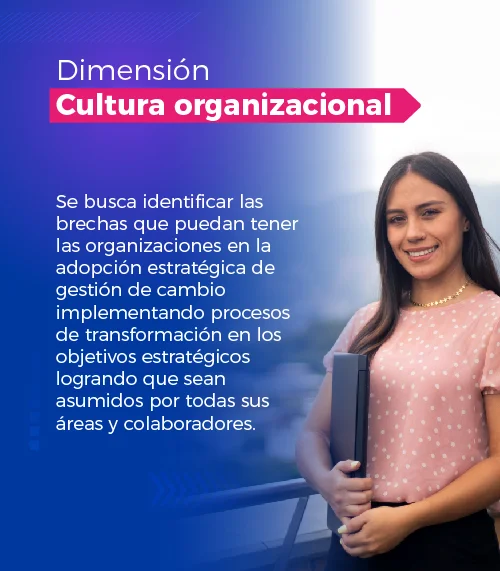 Dimensión
Cultura organizacional
Se busca identificar las
brechas que puedan tener
las organizaciones en la
adopción estratégica de
gestión de cambio
implementando procesos
de transformación en los
objetivos estratégicos
logrando que sean
asumidos por todas sus
áreas y colaboradores.